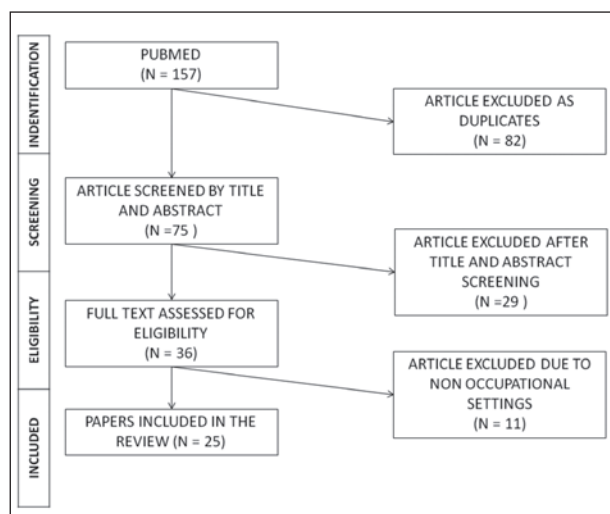 INDENTIFICATION
PUBMED
(N = 157)
ARTICLE EXCLUDED AS
DUPLICATES
(N = 82)
SCREENING
ARTICLE SCREENED BY TITLE
AND ABSTRACT
(N =75 )
ARTICLE EXCLUDED AFTER
TITLE AND ABSTRACT
SCREENING
(N =29 )
ELIGIBILITY
FULL TEXT ASSESSED FOR
ELIGIBILITY
(N = 36)
ARTICLE EXCLUDED DUE TO
NON OCCUPATIONAL
SETTINGS
(N = 11)
INCLUDED
PAPERS INCLUDED IN THE
REVIEW (N = 25)